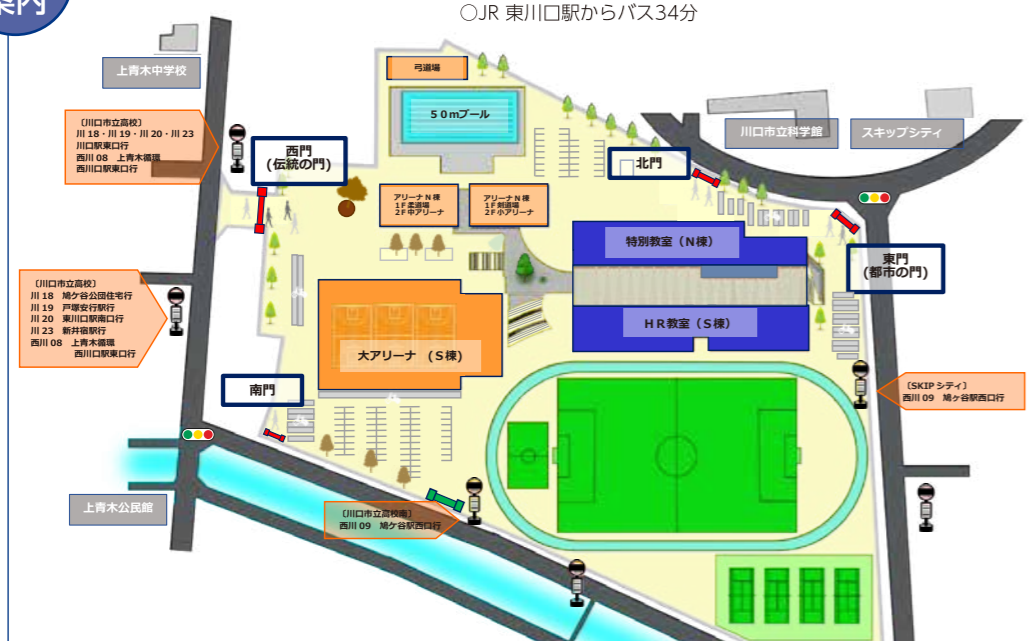 案内
○JR 東川口駅からバス34分
上青木中学校
弓道場
50mプール
川口市立科学館
スキップシティ
〔川口市立高校〕
川 18・川 19・川 20・川 23
川口駅東口行
西川 08 上青木循環
西川口駅東口行
西門
(伝統の門)
北門
アリーナ N 棟
1F 柔道場
2F 中アリーナ
アリーナ N 棟
1F 剣道場
2F 小アリーナ
特別教室（N棟）
東門
(都市の門)
〔川口市立高校〕
川 18 鳩ケ谷公団住宅行
川 19 戸塚安行駅行
川 20 東川口駅南口行
川 23 新井宿駅行
西川 08 上青木循環
西川口駅東口行
HR教室（S棟）
大アリーナ (S棟)
南門
〔SKIP シティ〕
西川 09 鳩ヶ谷駅西口行
上青木公民館
〔川口市立高校南〕
西川 09 鳩ケ谷駅西口行